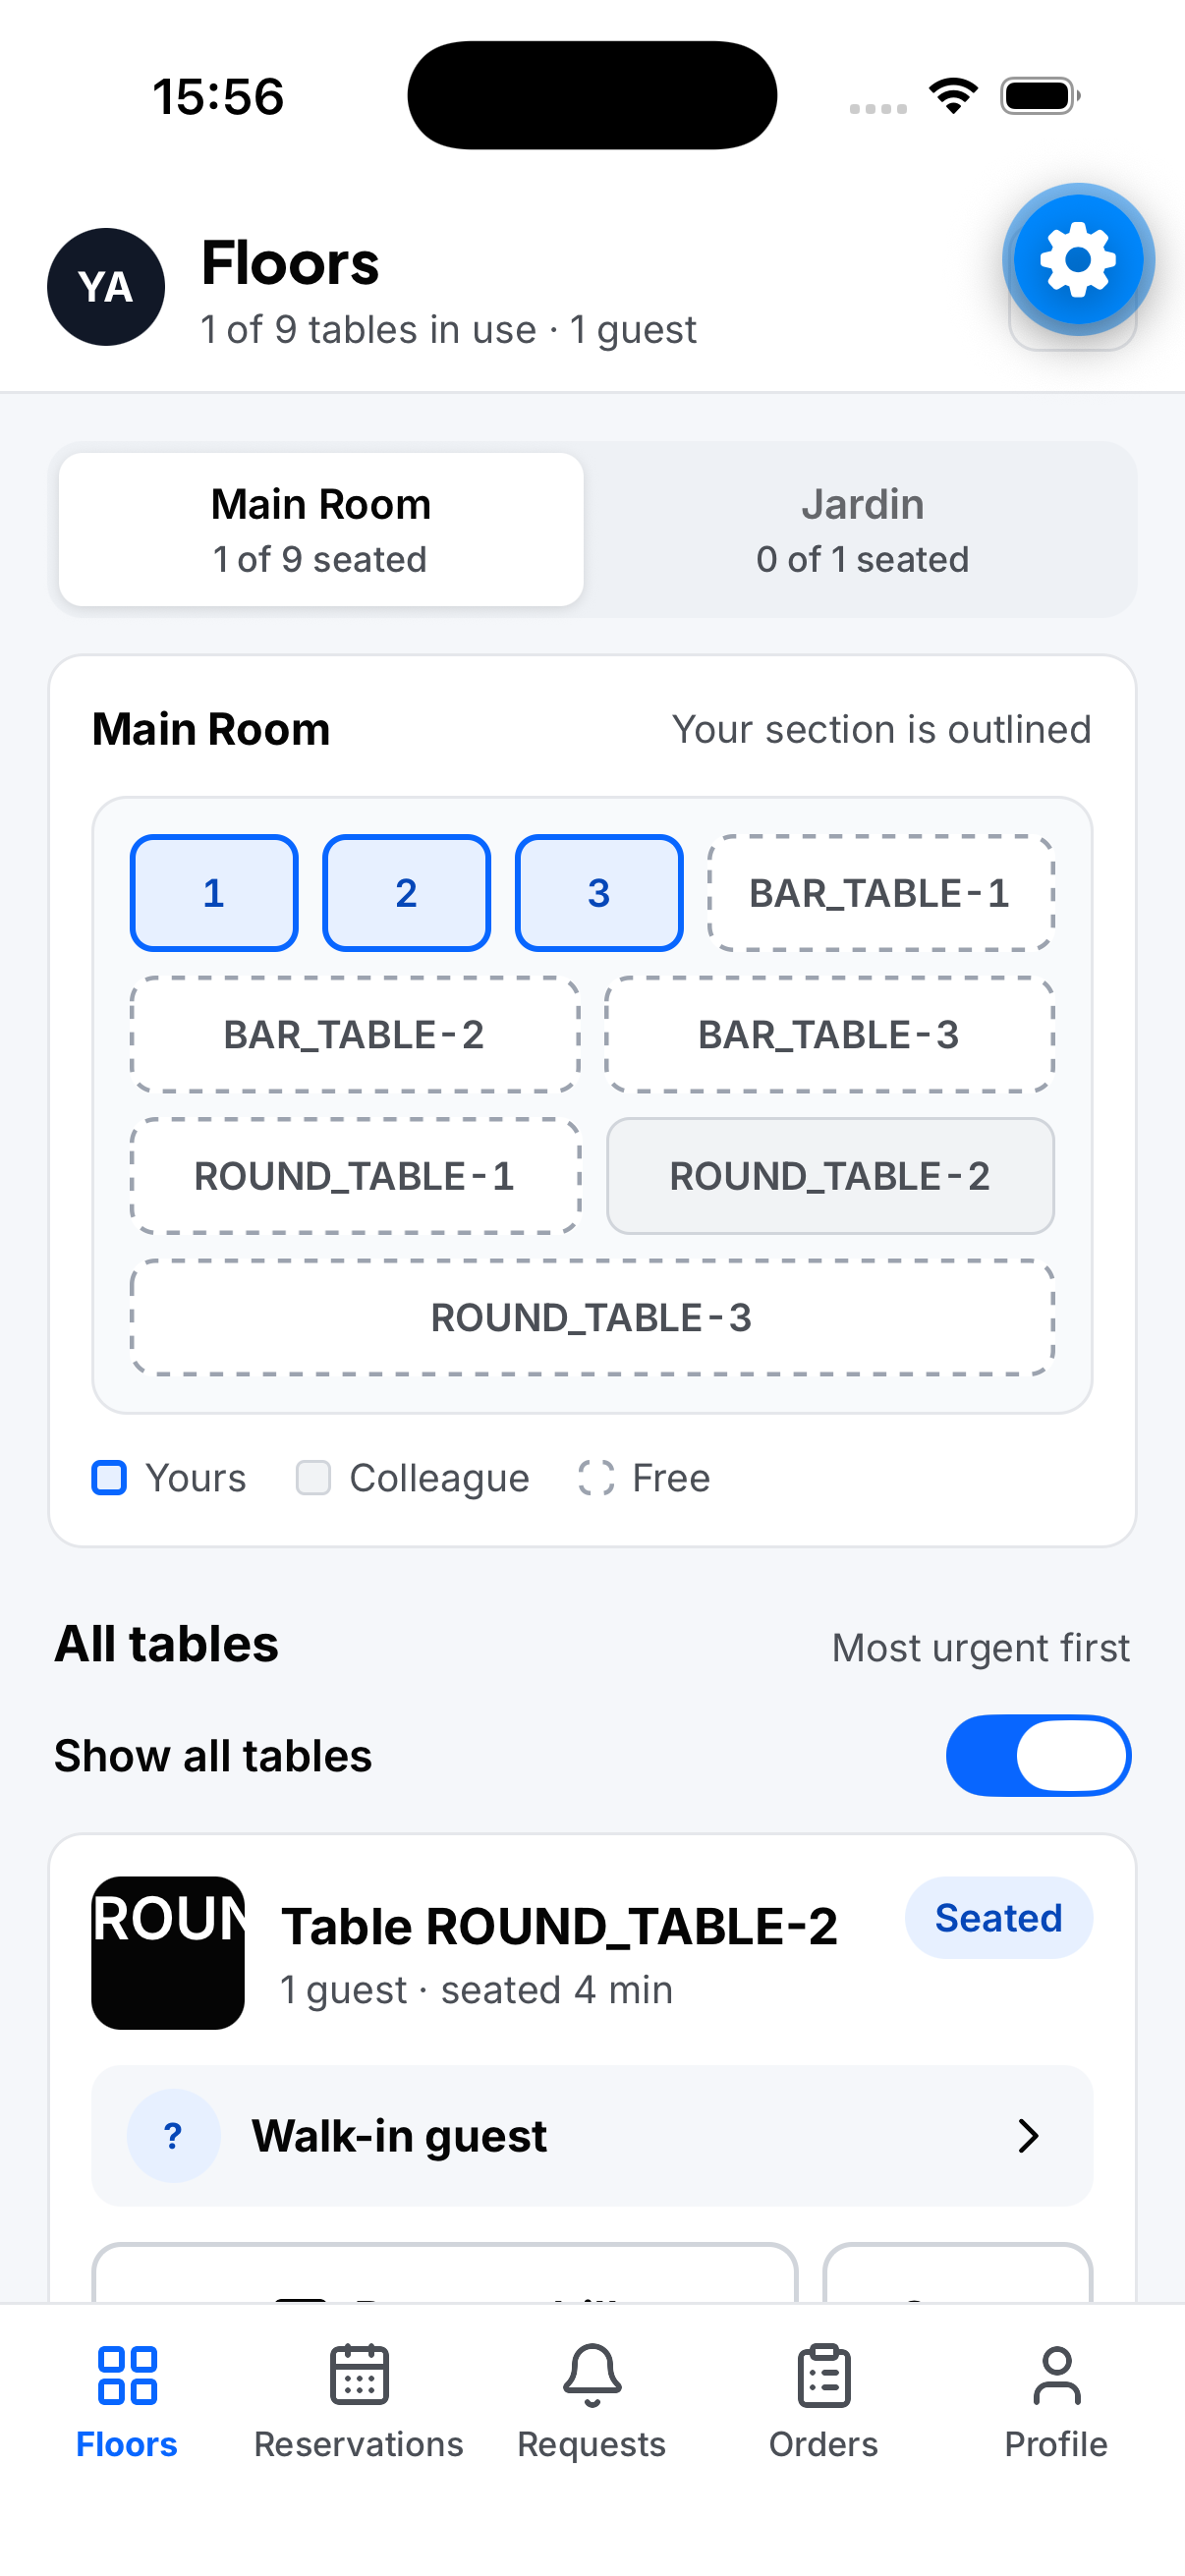 15:56
YA
Floors
1 of 9 tables in use · 1 guest
Main Room
1 of 9 seated
Jardin
0 of 1 seated
Main Room
Your section is outlined
1
2
3
BAR_TABLE-1
BAR_TABLE-2
BAR_TABLE-3
ROUND_TABLE-1
ROUND_TABLE-2
ROUND_TABLE-3
Yours
Colleague
Free
All tables
Most urgent first
Show all tables
ROUN
Table ROUND_TABLE-2
Seated
1 guest · seated 4 min
?
Walk-in guest
Floors
Reservations
Requests
Orders
Profile